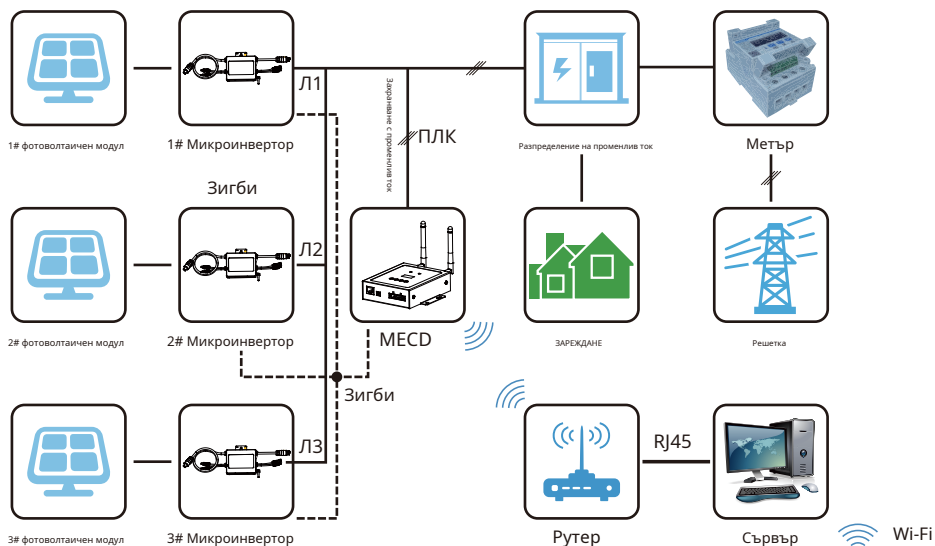 Л1
Захранване с променлив ток
ПЛК
1# фотоволтаичен модул
1# Микроинвертор
Разпределение на променлив ток
Метър
Зигби
Л2
2# фотоволтаичен модул
2# Микроинвертор
MECD
ЗАРЕЖДАНЕ
Решетка
Зигби
Л3
RJ45
3# фотоволтаичен модул
3# Микроинвертор
Рутер
Сървър
Wi-Fi